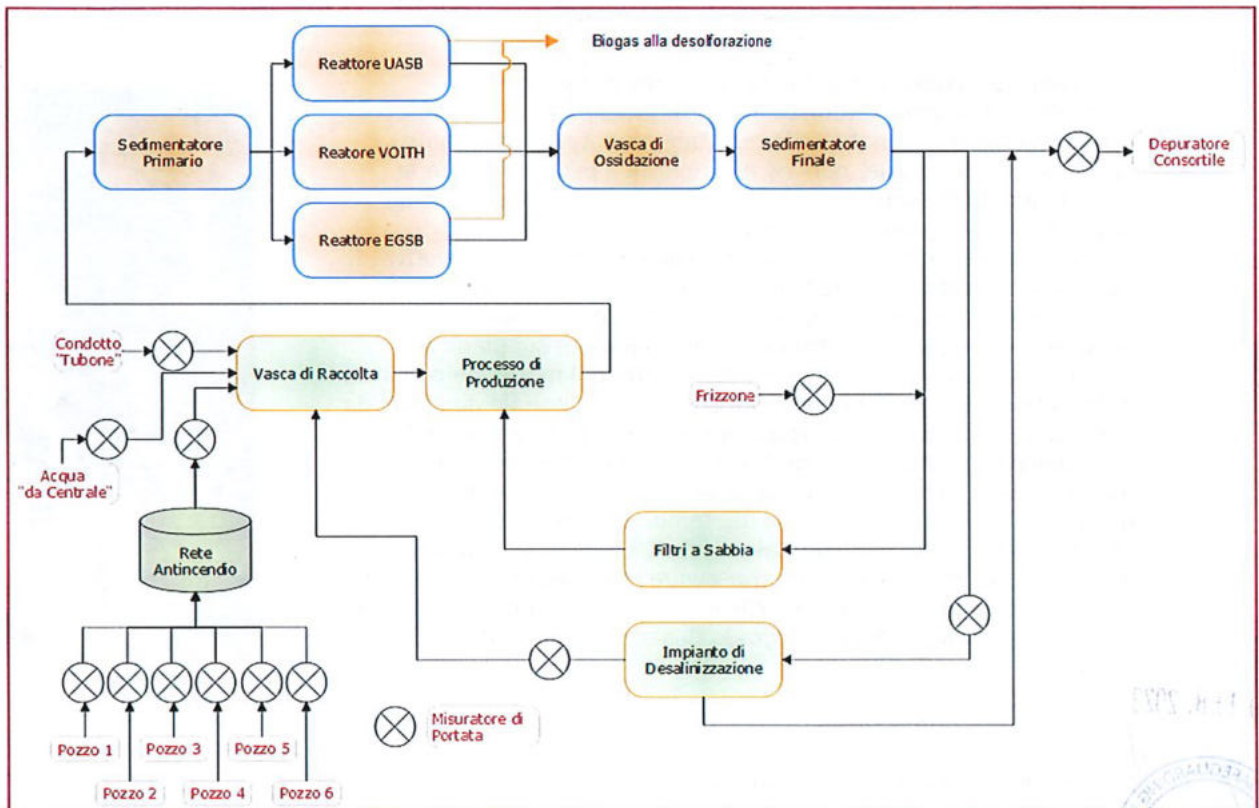 Reattore UASB
Biogas alla desolforazione
Sedimentatore
Primario
Reatore VOITH
Vasca di
Ossidazione
Sedimentatore
Finale
Depuratore
Consortile
Reattore EGSB
Condotto
"Tubone"
Vasca di Raccolta
Processo di
Produzione
Frizzone
Acqua
"da Centrale"
Rete
Antincendio
Filtri a Sabbia
Impianto di
Desalinizzazione
Misuratore di
Portata
Pozzo 1
Pozzo 3
Pozzo 5
Pozzo 2
Pozzo 4
Pozzo 6